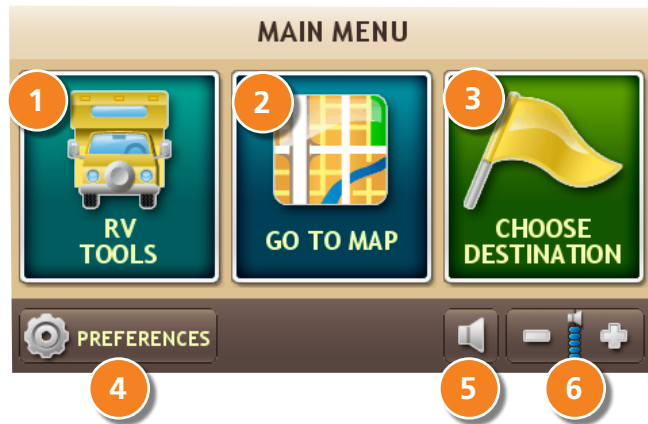 MAIN MENU
1
2
3
RV
TOOLS
GO TO MAP
CHOOSE
DESTINATION
PREFERENCES
4
5
6